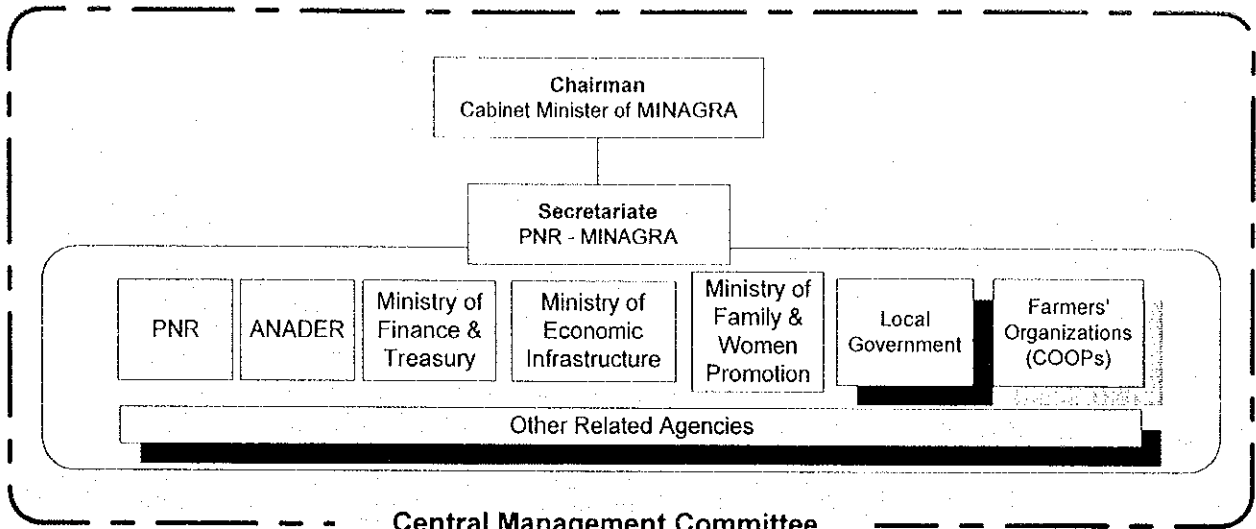 Chairman
Cabinet Minister of MINAGRA
Secretariate
PNR - MINAGRA
PNR
ANADER
Ministry of
Finance &
Treasury
Ministry of
Economic
Infrastructure
Ministry of
Family &
Women
Promotion
Local
Government
Farmers'
Organizations
(COOPs)
Other Related Agencies
Central Management Committee